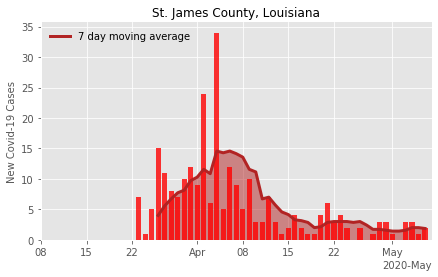 St. James County, Louisiana
7 day moving average
New Covid-19 Cases
35
30
25
20
15
10
5
0
08 15 22 Apr 08 15 22 May
2020-May